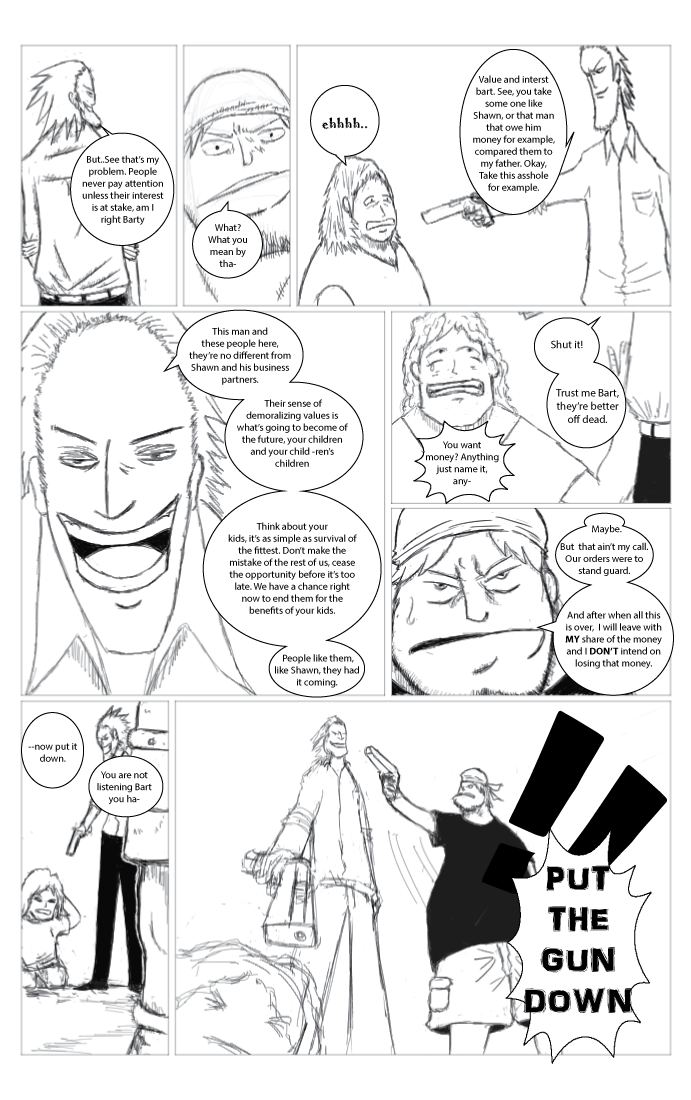 But..See that's my
problem. People
never pay attention
unless their interest
is at stake, am I
right Barty
What?
What you
mean by
tha-
ehhhh..
Value and interst
bart. See, you take
some one like
Shawn, or that man
that owe him
money for example,
compared them to
my father. Okay,
Take this asshole
for example.
This man and
these people here,
they're no different from
Shawn and his business
partners.
Their sense of
demoralizing values is
what's going to become of
the future, your children
and your child -ren's
children
Think about your
kids, it's as simple as survival of
the fittest. Don't make the
mistake of the rest of us, cease
the opportunity before it's too
late. We have a chance right
now to end them for the
benefits of your kids.
People like them,
like Shawn, they had
it coming.
You want
money? Anything
just name it,
any-
Shut it!
Trust me Bart,
they're better
off dead.
Maybe.
But that ain't my call.
Our orders were to
stand guard.
And after when all this
is over, I will leave with
MY share of the money
and I DON'T intend on
losing that money.
--now put it
down.
You are not
listening Bart
you ha-
PUT
THE
GUN
DOWN